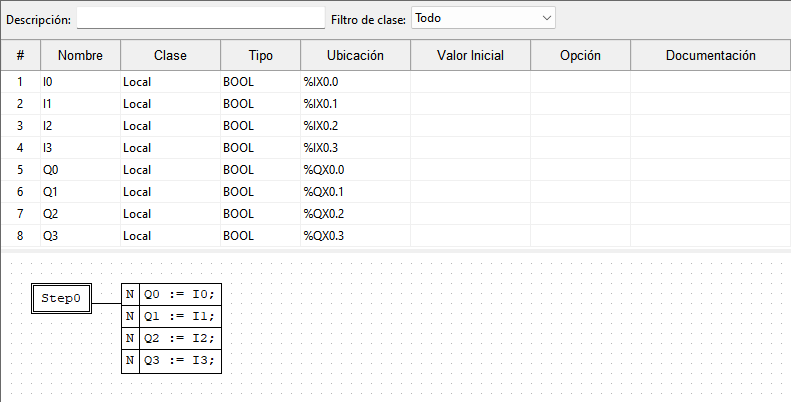 Descripción: Filtro de clase: Todo
# Nombre Clase Tipo Ubicación Valor Inicial Opción Documentación
1 I0 Local BOOL %IX0.0
2 I1 Local BOOL %IX0.1
3 I2 Local BOOL %IX0.2
4 I3 Local BOOL %IX0.3
5 Q0 Local BOOL %QX0.0
6 Q1 Local BOOL %QX0.1
7 Q2 Local BOOL %QX0.2
8 Q3 Local BOOL %QX0.3
Step0 N Q0 := I0;
N Q1 := I1;
N Q2 := I2;
N Q3 := I3;